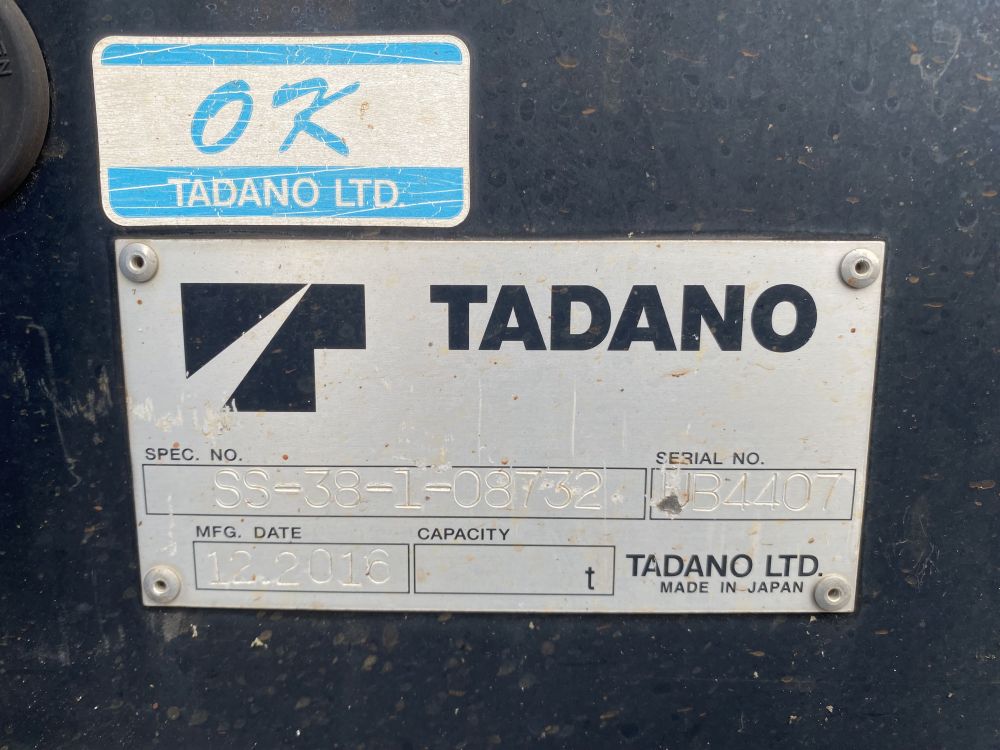 OK
TADANO LTD.
TADANO
SPEC. NO.
SERIAL NO.
SS-38-1-08732
MFG. DATE
CAPACITY
12.2016
t
TADANO LTD.
MADE IN JAPAN